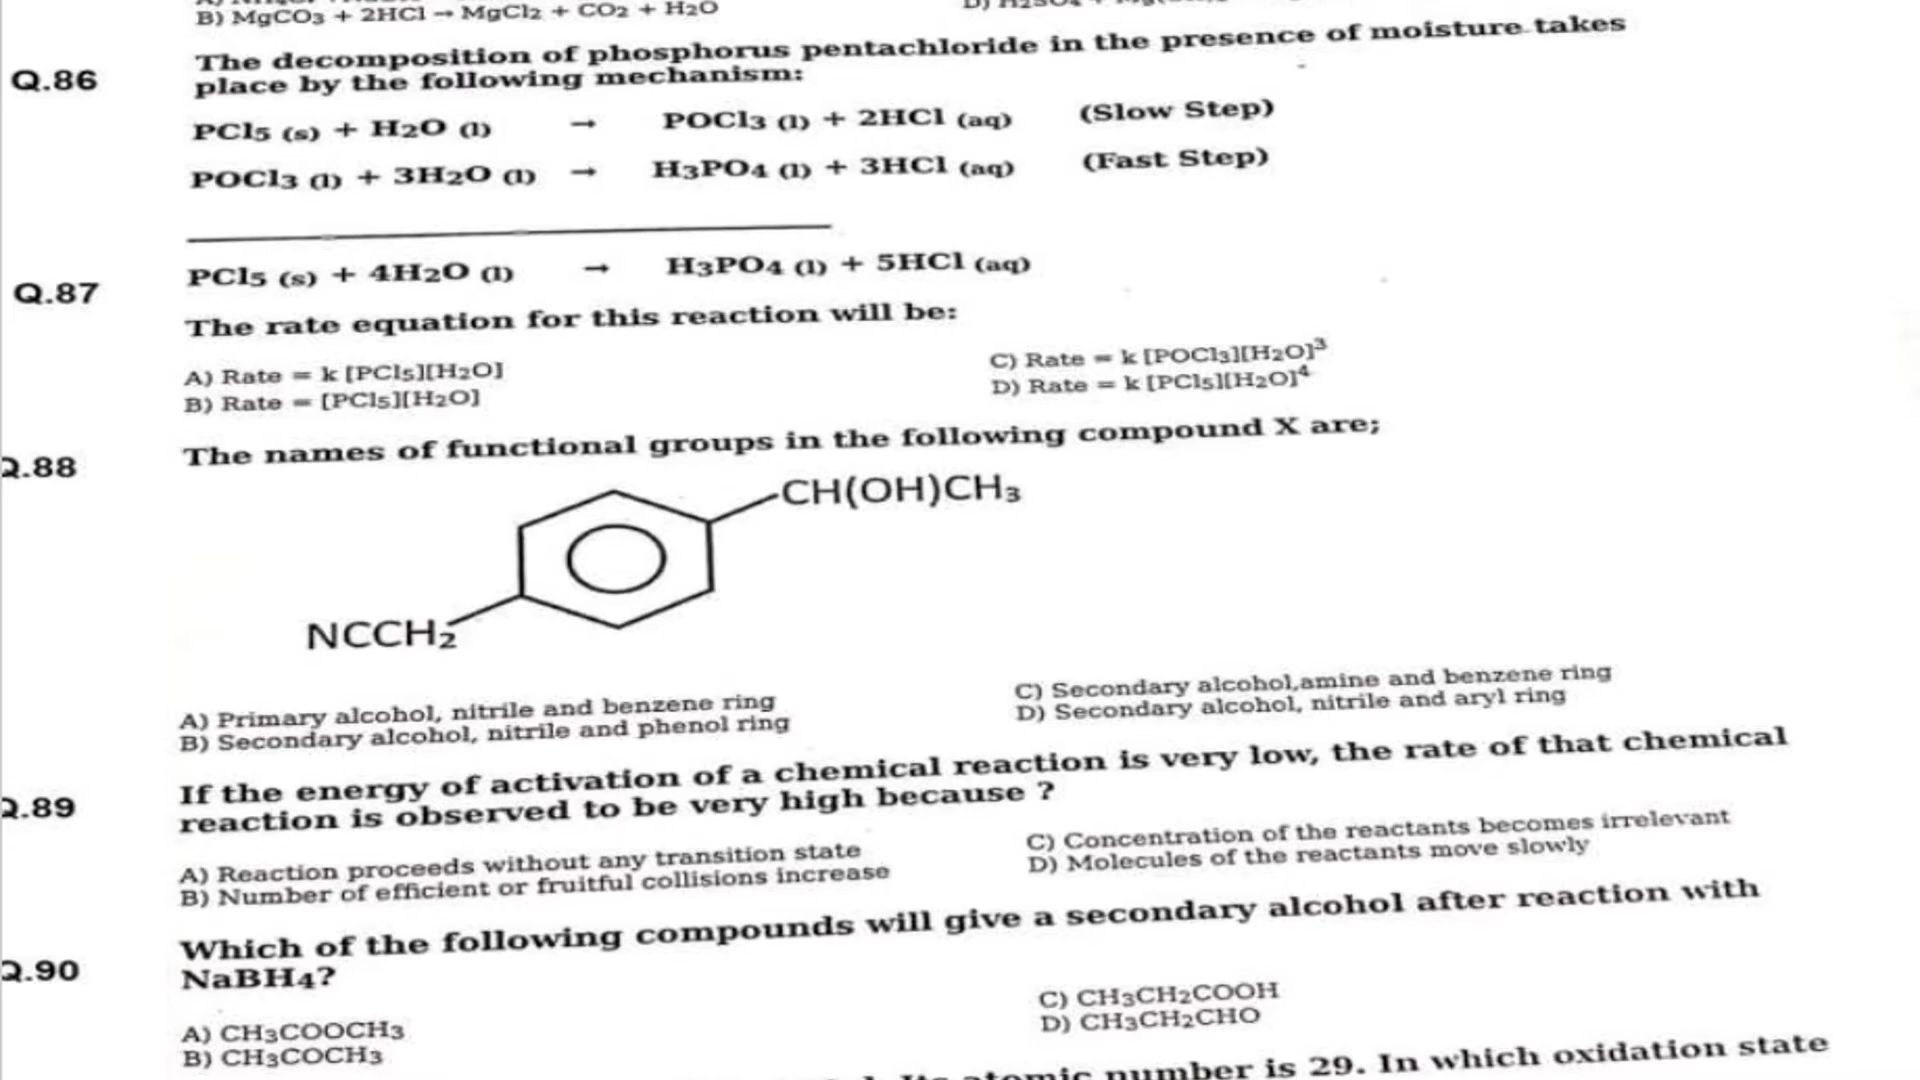 B) MgCO3 + 2HCl → MgCl2 + CO2 + H2O
Q.86
The decomposition of phosphorus pentachloride in the presence of moisture takes
place by the following mechanism:
PCl5 (s) + H2O (l) → POCl3 (l) + 2HCl (aq) (Slow Step)
POCl3 (l) + 3H2O (l) → H3PO4 (l) + 3HCl (aq) (Fast Step)
Q.87
PCl5 (s) + 4H2O (l) → H3PO4 (l) + 5HCl (aq)
The rate equation for this reaction will be:
A) Rate = k [PCl5][H2O]
B) Rate = [PCl5][H2O]
C) Rate = k [POCl3][H2O]³
D) Rate = k [PCl5][H2O]⁴
Q.88
The names of functional groups in the following compound X are;
CH(OH)CH3
NCCH2
A) Primary alcohol, nitrile and benzene ring
B) Secondary alcohol, nitrile and phenol ring
C) Secondary alcohol,amine and benzene ring
D) Secondary alcohol, nitrile and aryl ring
Q.89
If the energy of activation of a chemical reaction is very low, the rate of that chemical
reaction is observed to be very high because ?
A) Reaction proceeds without any transition state
B) Number of efficient or fruitful collisions increase
C) Concentration of the reactants becomes irrelevant
D) Molecules of the reactants move slowly
Q.90
Which of the following compounds will give a secondary alcohol after reaction with
NaBH4?
A) CH3COOCH3
B) CH3COCH3
C) CH3CH2COOH
D) CH3CH2CHO
atomic number is 29. In which oxidation state